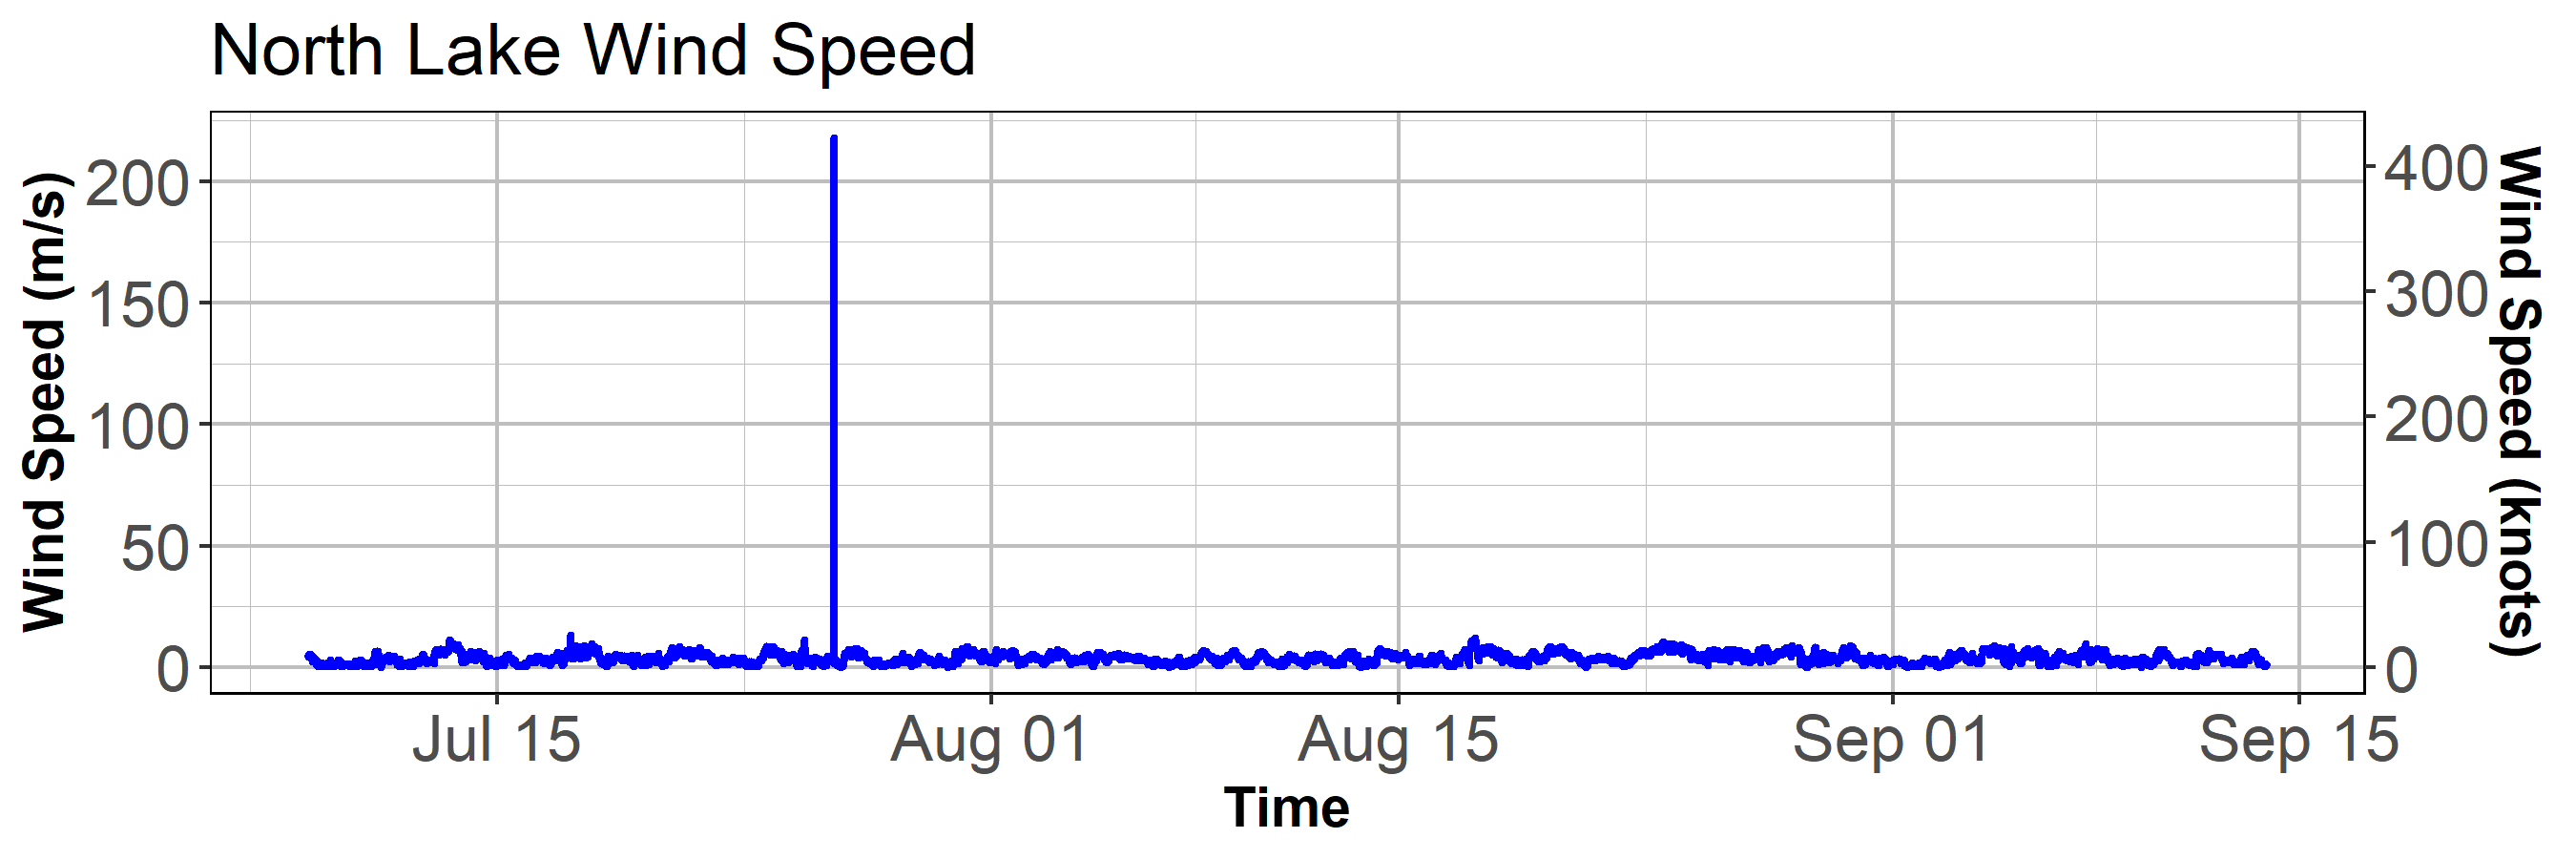 North Lake Wind Speed
Wind Speed (m/s)
200
150
100
50
0
400
300
200
100
0
Wind Speed (knots)
Jul 15
Aug 01
Aug 15
Sep 01
Sep 15
Time